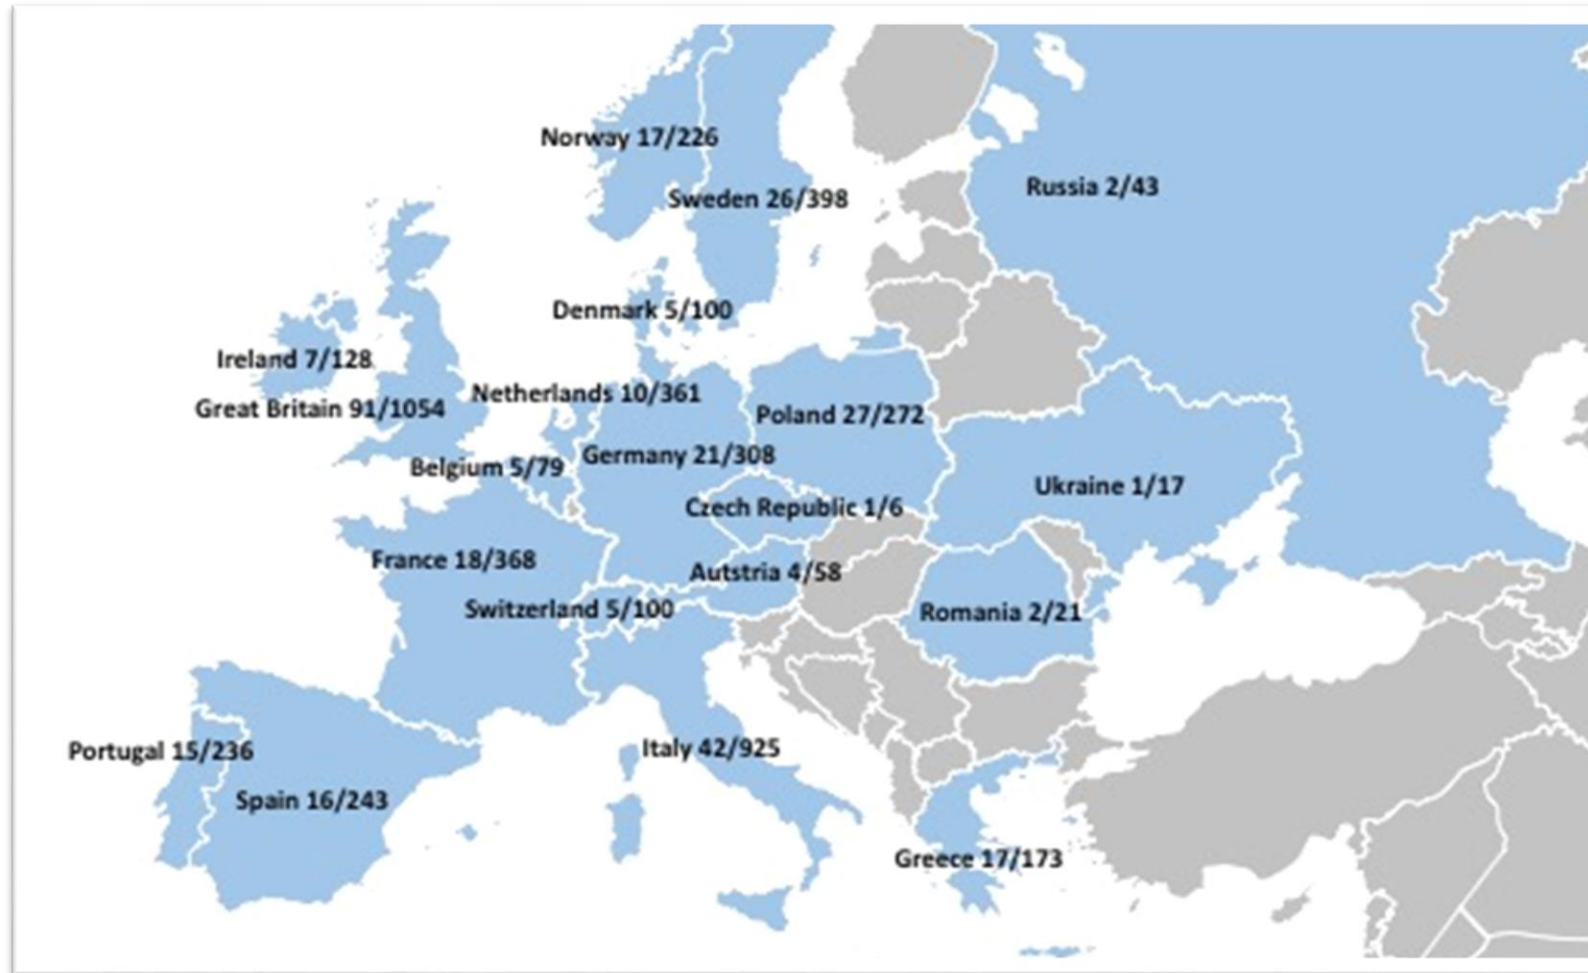 Norway 17/226
Russia 2/43
Sweden 26/398
Denmark 5/100
Ireland 7/128
Netherlands 10/361
Great Britain 91/1054
Poland 27/272
Germany 21/308
Belgium 5/79
Ukraine 1/17
Czech Republic 1/6
France 18/368
Autstria 4/58
Switzerland 5/100
Romania 2/21
Portugal 15/236
Italy 42/925
Spain 16/243
Greece 17/173